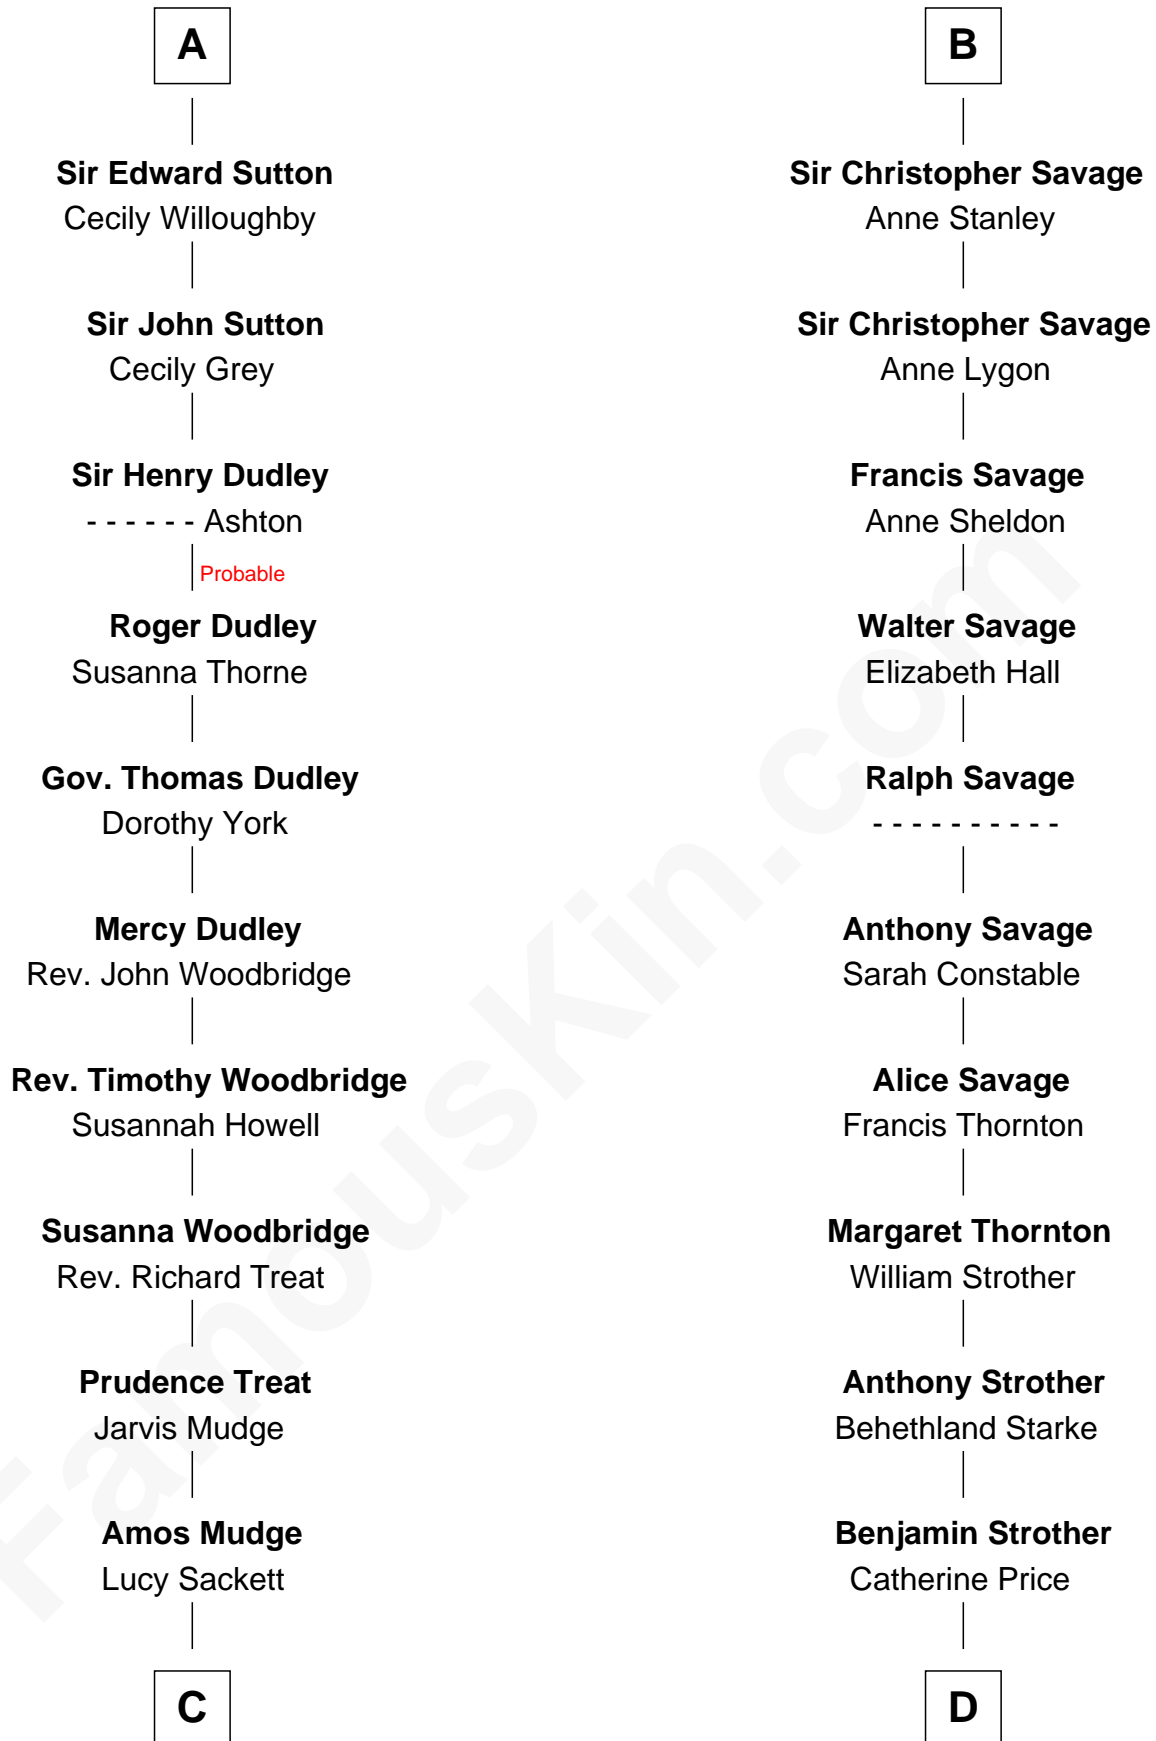 A
Sir Edward Sutton
Cecily Willoughby
Sir John Sutton
Cecily Grey
Sir Henry Dudley
- - - - - - Ashton
Probable
Roger Dudley
Susanna Thorne
Gov. Thomas Dudley
Dorothy York
Mercy Dudley
Rev. John Woodbridge
Rev. Timothy Woodbridge
Susannah Howell
Susanna Woodbridge
Rev. Richard Treat
Prudence Treat
Jarvis Mudge
Amos Mudge
Lucy Sackett
C
B
Sir Christopher Savage
Anne Stanley
Sir Christopher Savage
Anne Lygon
Francis Savage
Anne Sheldon
Walter Savage
Elizabeth Hall
Ralph Savage
- - - - - - - - - -
Anthony Savage
Sarah Constable
Alice Savage
Francis Thornton
Margaret Thornton
William Strother
Anthony Strother
Behethland Starke
Benjamin Strother
Catherine Price
D
FamousKin.com